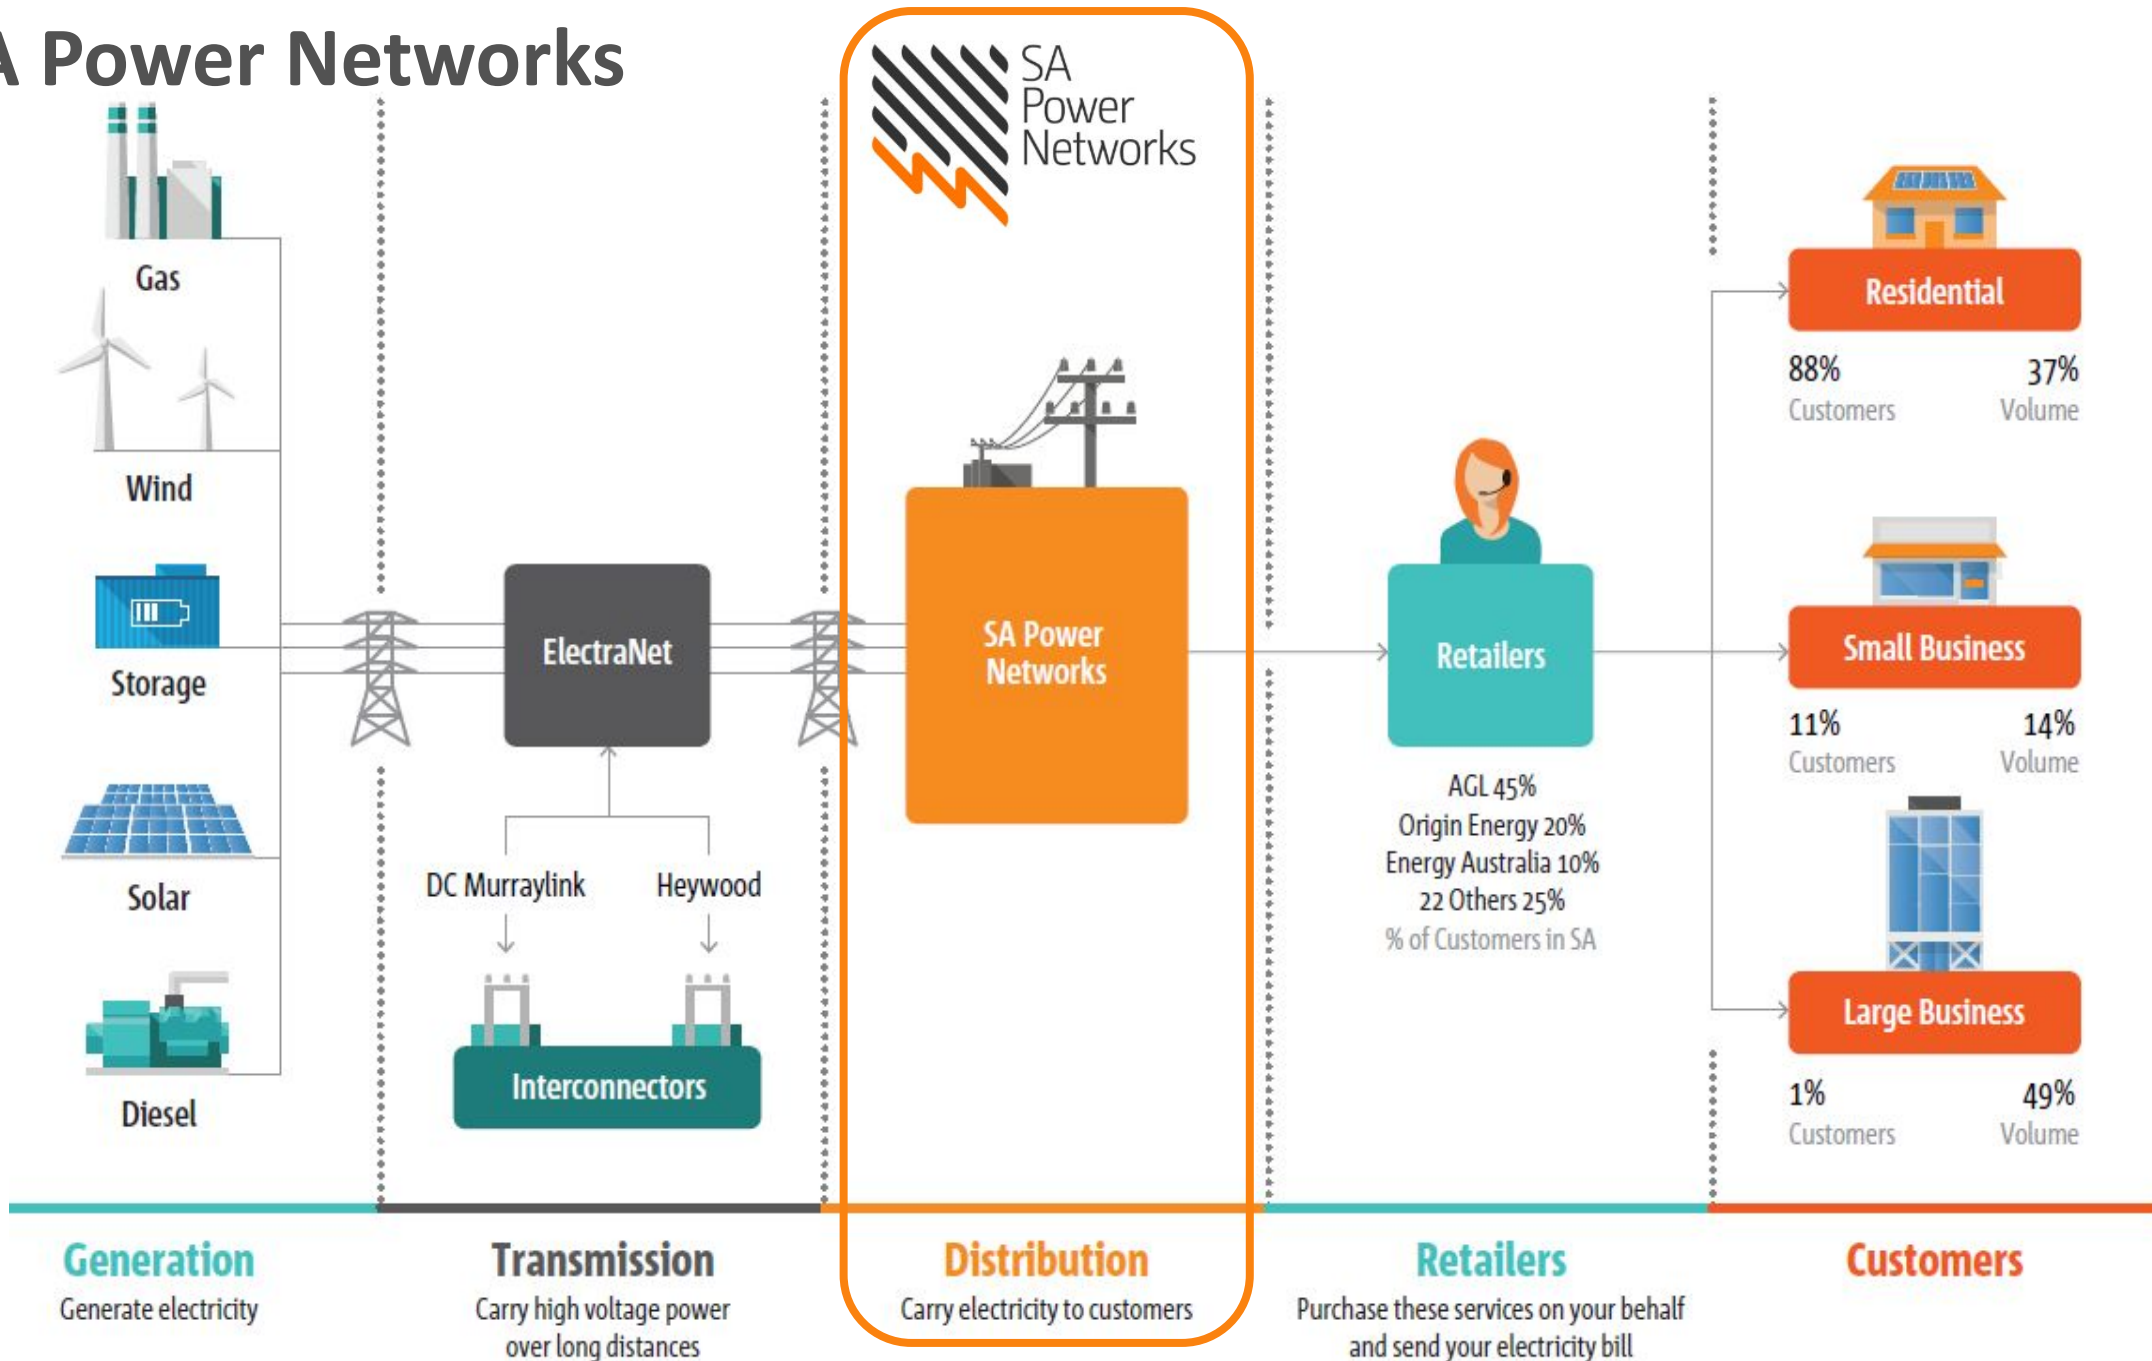 A Power Networks
SA
Power
Networks
Gas
Wind
Storage
Solar
Diesel
ElectraNet
DC Murraylink
Heywood
Interconnectors
SA Power
Networks
Retailers
AGL 45%
Origin Energy 20%
Energy Australia 10%
22 Others 25%
% of Customers in SA
Residential
88% 37%
Customers Volume
Small Business
11% 14%
Customers Volume
Large Business
1% 49%
Customers Volume
Generation
Generate electricity
Transmission
Carry high voltage power
over long distances
Distribution
Carry electricity to customers
Retailers
Purchase these services on your behalf
and send your electricity bill
Customers